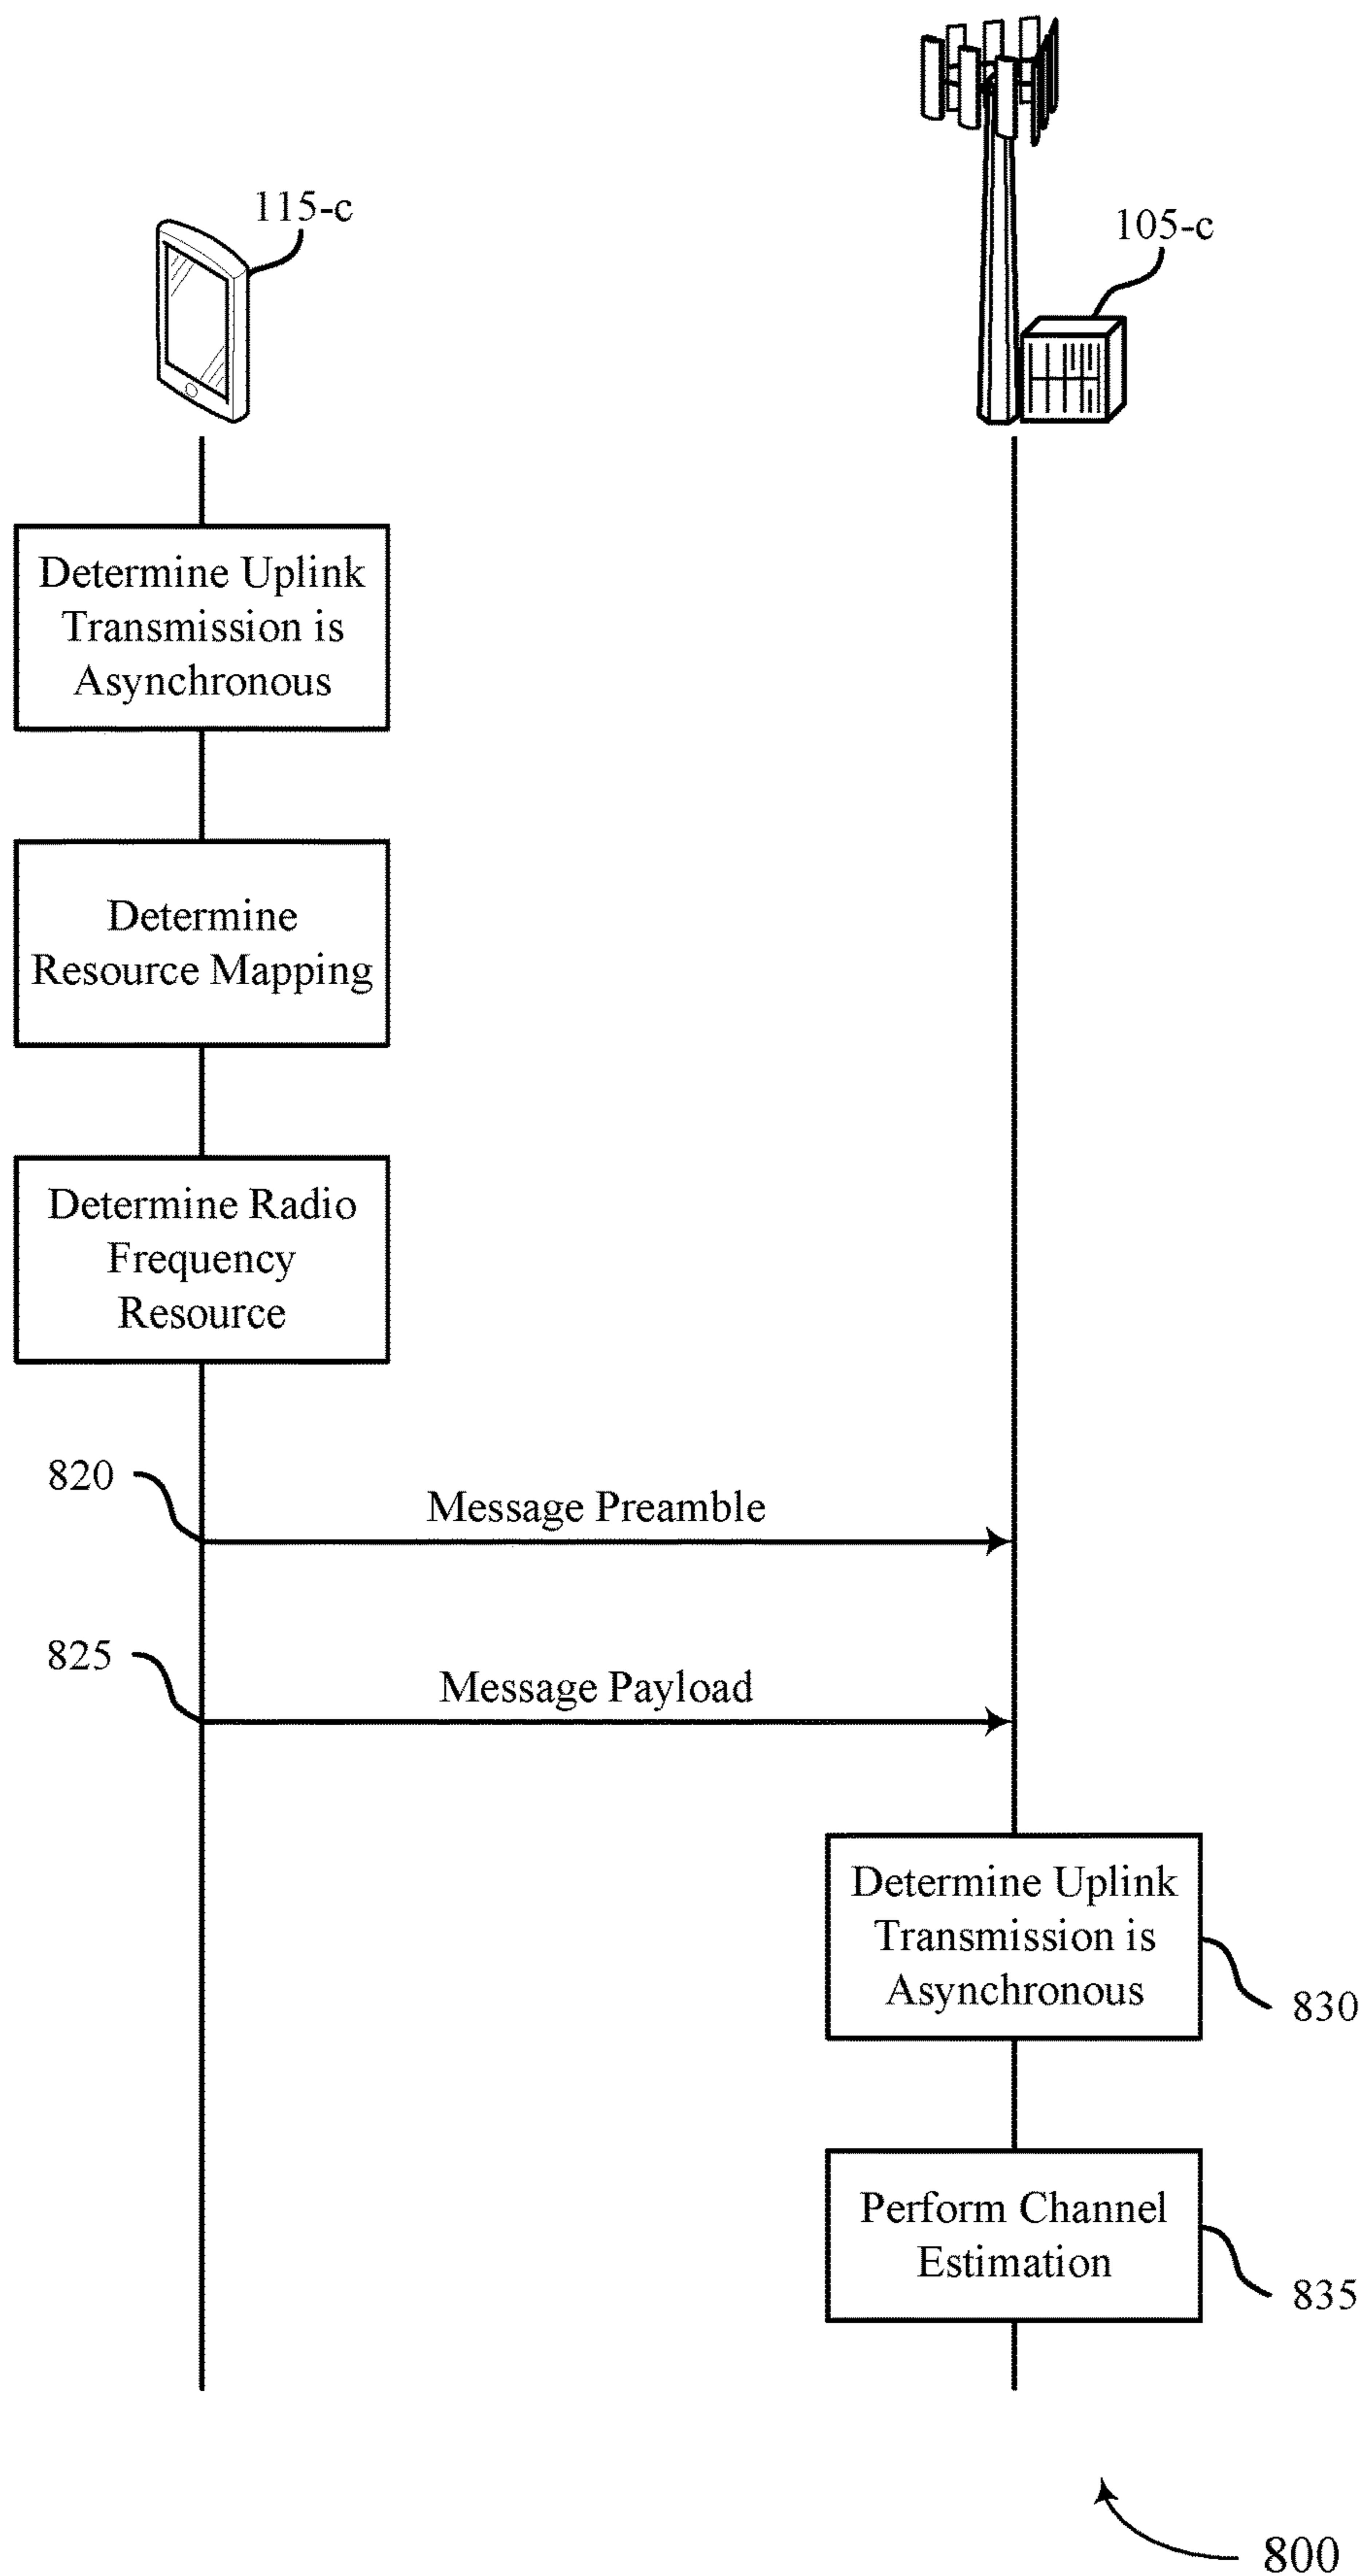 115-c
105-c
Determine Uplink
Transmission is
Asynchronous
Determine
Resource Mapping
Determine Radio
Frequency
Resource
820
Message Preamble
825
Message Payload
Determine Uplink
Transmission is
Asynchronous
830
Perform Channel
Estimation
835
800